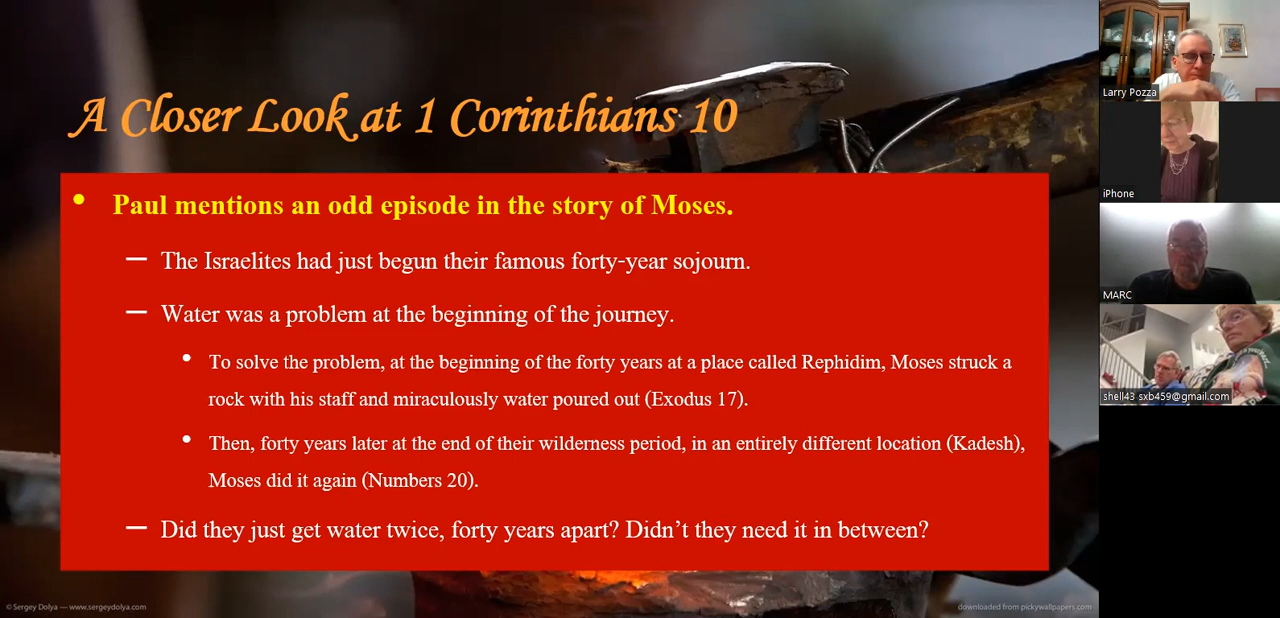 A Closer Look at 1 Corinthians 10
• Paul mentions an odd episode in the story of Moses.
– The Israelites had just begun their famous forty-year sojourn.
– Water was a problem at the beginning of the journey.
• To solve the problem, at the beginning of the forty years at a place called Rephidim, Moses struck a
rock with his staff and miraculously water poured out (Exodus 17).
• Then, forty years later at the end of their wilderness period, in an entirely different location (Kadesh),
Moses did it again (Numbers 20).
– Did they just get water twice, forty years apart? Didn’t they need it in between?
© Sergey Dolya — www.sergeydolya.com
downloaded from pickywallpapers.com
Larry Pozza
iPhone
MARC
shell43 sxb459@gmail.com